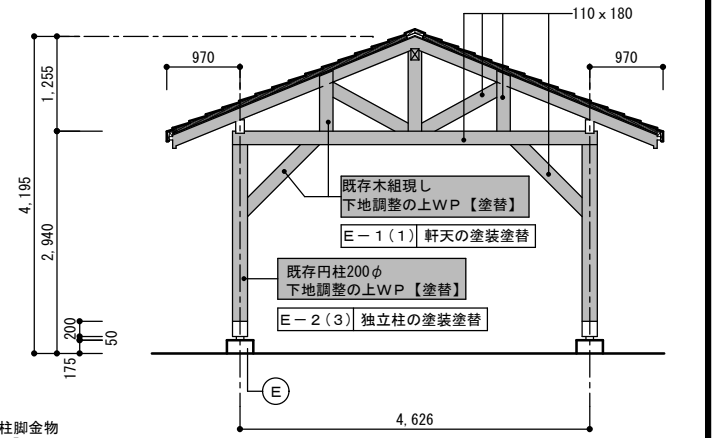 110 x 180
970
970
1,255
4,195
2,940
既存木組現し
下地調整の上WP【塗替】
E－1(1) 軒天の塗装塗替
既存円柱200φ
下地調整の上WP【塗替】
E－2(3) 独立柱の塗装塗替
200
50
175
E
4,626
柱脚金物